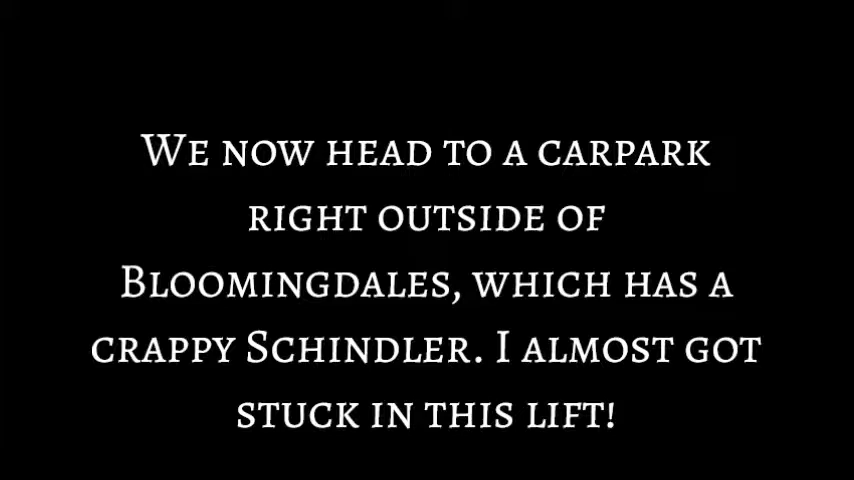 We now head to a carpark
right outside of
Bloomingdales, which has a
crappy Schindler. I almost got
stuck in this lift!